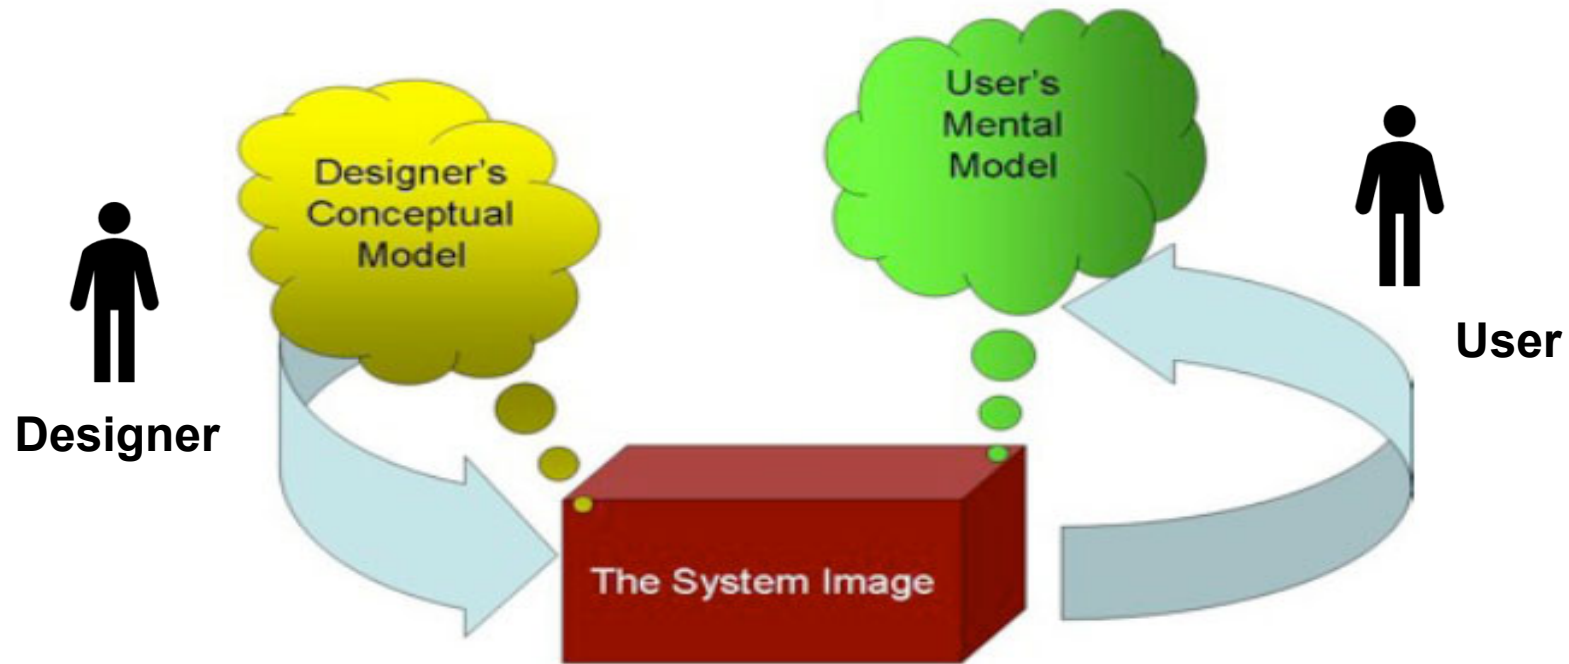 Designer's
Conceptual
Model
User's
Mental
Model
Designer
User
The System Image